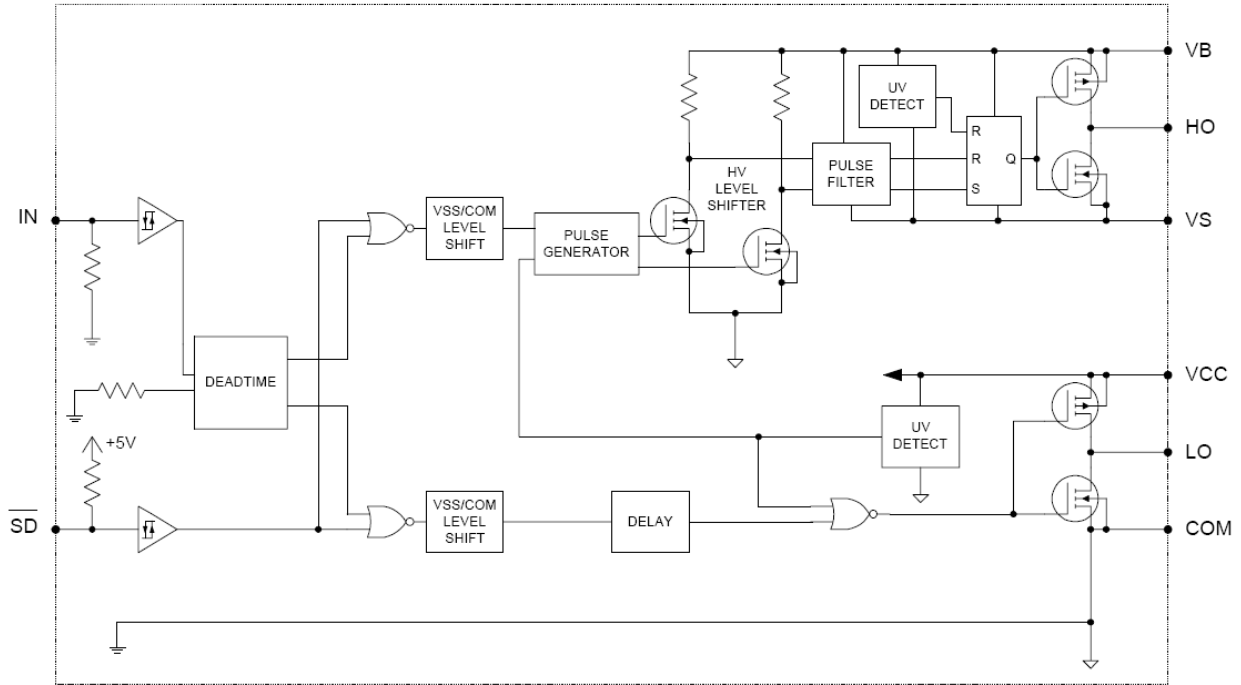 VB
UV
DETECT
HO
R
R
Q
S
PULSE
FILTER
HV
LEVEL
SHIFTER
IN
VSS/COM
LEVEL
SHIFT
PULSE
GENERATOR
VS
DEADTIME
VCC
+5V
UV
DETECT
LO
SD
VSS/COM
LEVEL
SHIFT
DELAY
COM